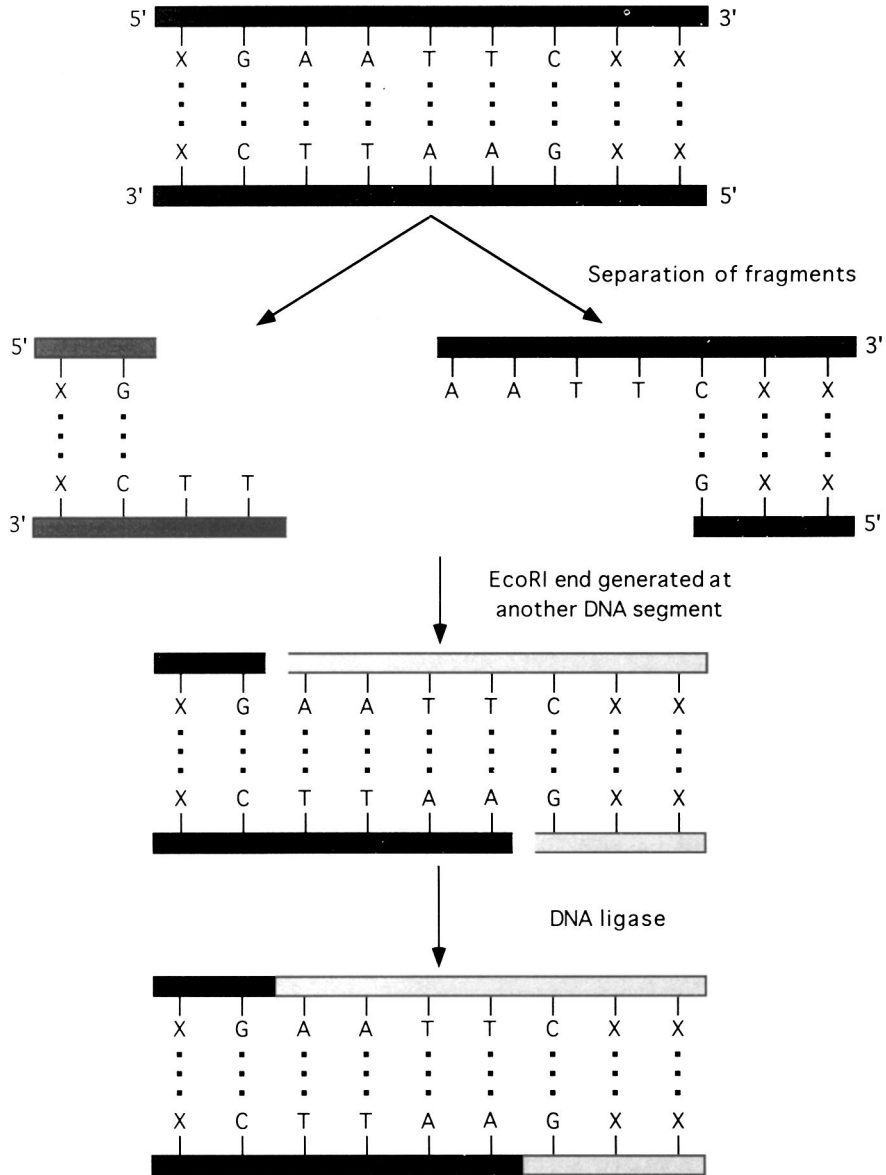 5' 3'
X G A A T T C X X
X C T T A A G X X
3' 5'
Separation of fragments
5' 3'
X G A A T T C X X
X C T T G X X
3' 5'
EcoRI end generated at
another DNA segment
X G A A T T C X X
X C T T A A G X X
DNA ligase
X G A A T T C X X
X C T T A A G X X